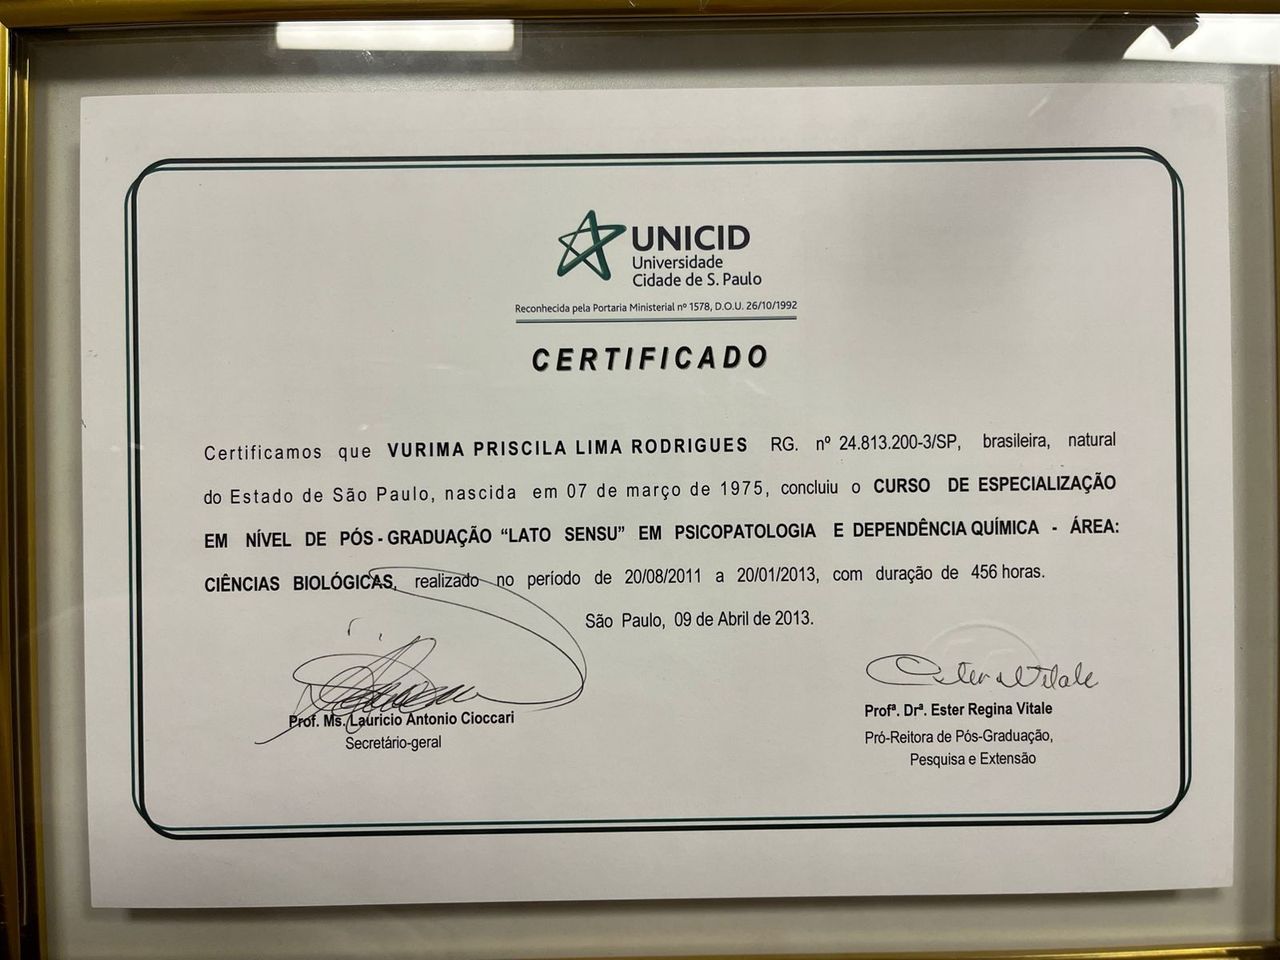 UNICID
Universidade
Cidade de S. Paulo
Reconhecida pela Portaria Ministerial nº 1578, D.O.U. 26/10/1992
CERTIFICADO
Certificamos que VURIMA PRISCILA LIMA RODRIGUES RG. nº 24.813.200-3/SP, brasileira, natural
do Estado de São Paulo, nascida em 07 de março de 1975, concluiu o CURSO DE ESPECIALIZAÇÃO
EM NÍVEL DE PÓS - GRADUAÇÃO “LATO SENSU” EM PSICOPATOLOGIA E DEPENDÊNCIA QUÍMICA - ÁREA:
CIÊNCIAS BIOLÓGICAS, realizado no período de 20/08/2011 a 20/01/2013, com duração de 456 horas.
São Paulo, 09 de Abril de 2013.
Prof. Ms. Lauricio Antonio Cioccari
Secretário-geral
Ester Vitale
Profª. Drª. Ester Regina Vitale
Pró-Reitora de Pós-Graduação,
Pesquisa e Extensão